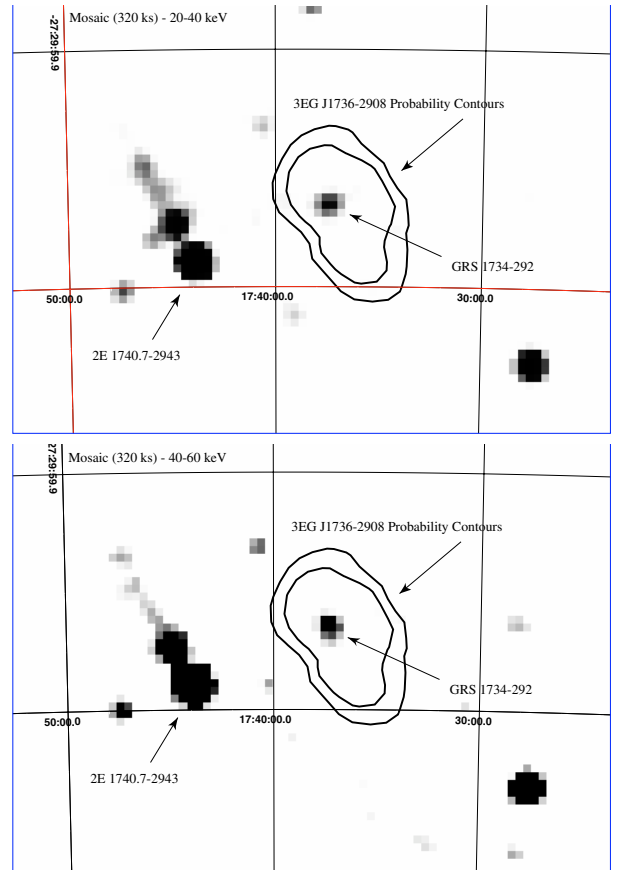 Mosaic (320 ks) - 20-40 keV
-27:29:59.9
3EG J1736-2908 Probability Contours
GRS 1734-292
50:00.0
17:40:00.0
30:00.0
2E 1740.7-2943
Mosaic (320 ks) - 40-60 keV
27:29:59.9
3EG J1736-2908 Probability Contours
GRS 1734-292
50:00.0
17:40:00.0
30:00.0
2E 1740.7-2943